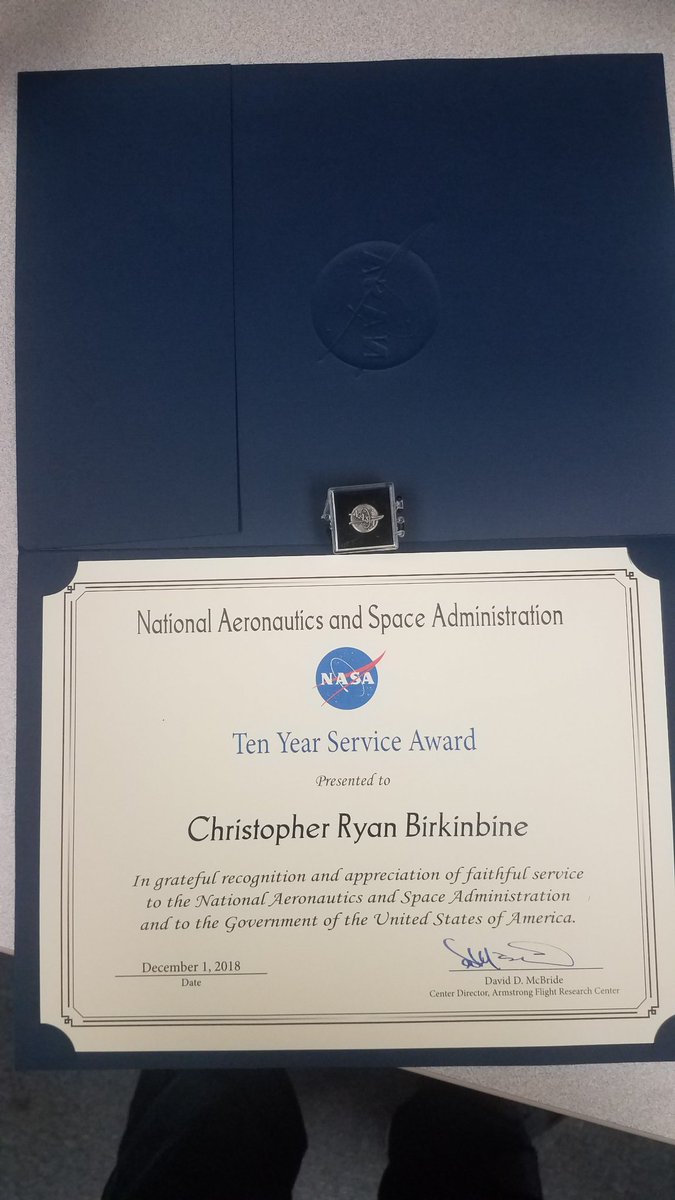 NASA
National Aeronautics and Space Administration
NASA
Ten Year Service Award
Presented to
Christopher Ryan Birkinbine
In grateful recognition and appreciation of faithful service
to the National Aeronautics and Space Administration
and to the Government of the United States of America.
December 1, 2018
Date
David D. McBride
Center Director, Armstrong Flight Research Center